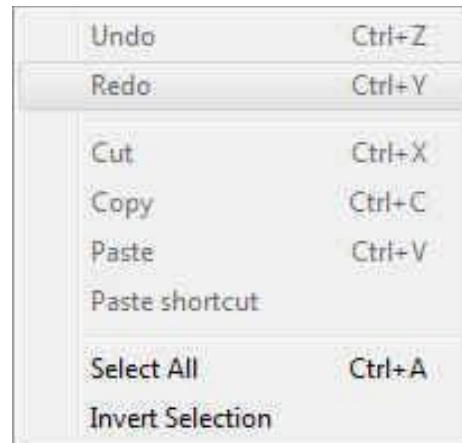 Undo Ctrl+Z
Redo Ctrl+Y
Cut Ctrl+X
Copy Ctrl+C
Paste Ctrl+V
Paste shortcut
Select All Ctrl+A
Invert Selection